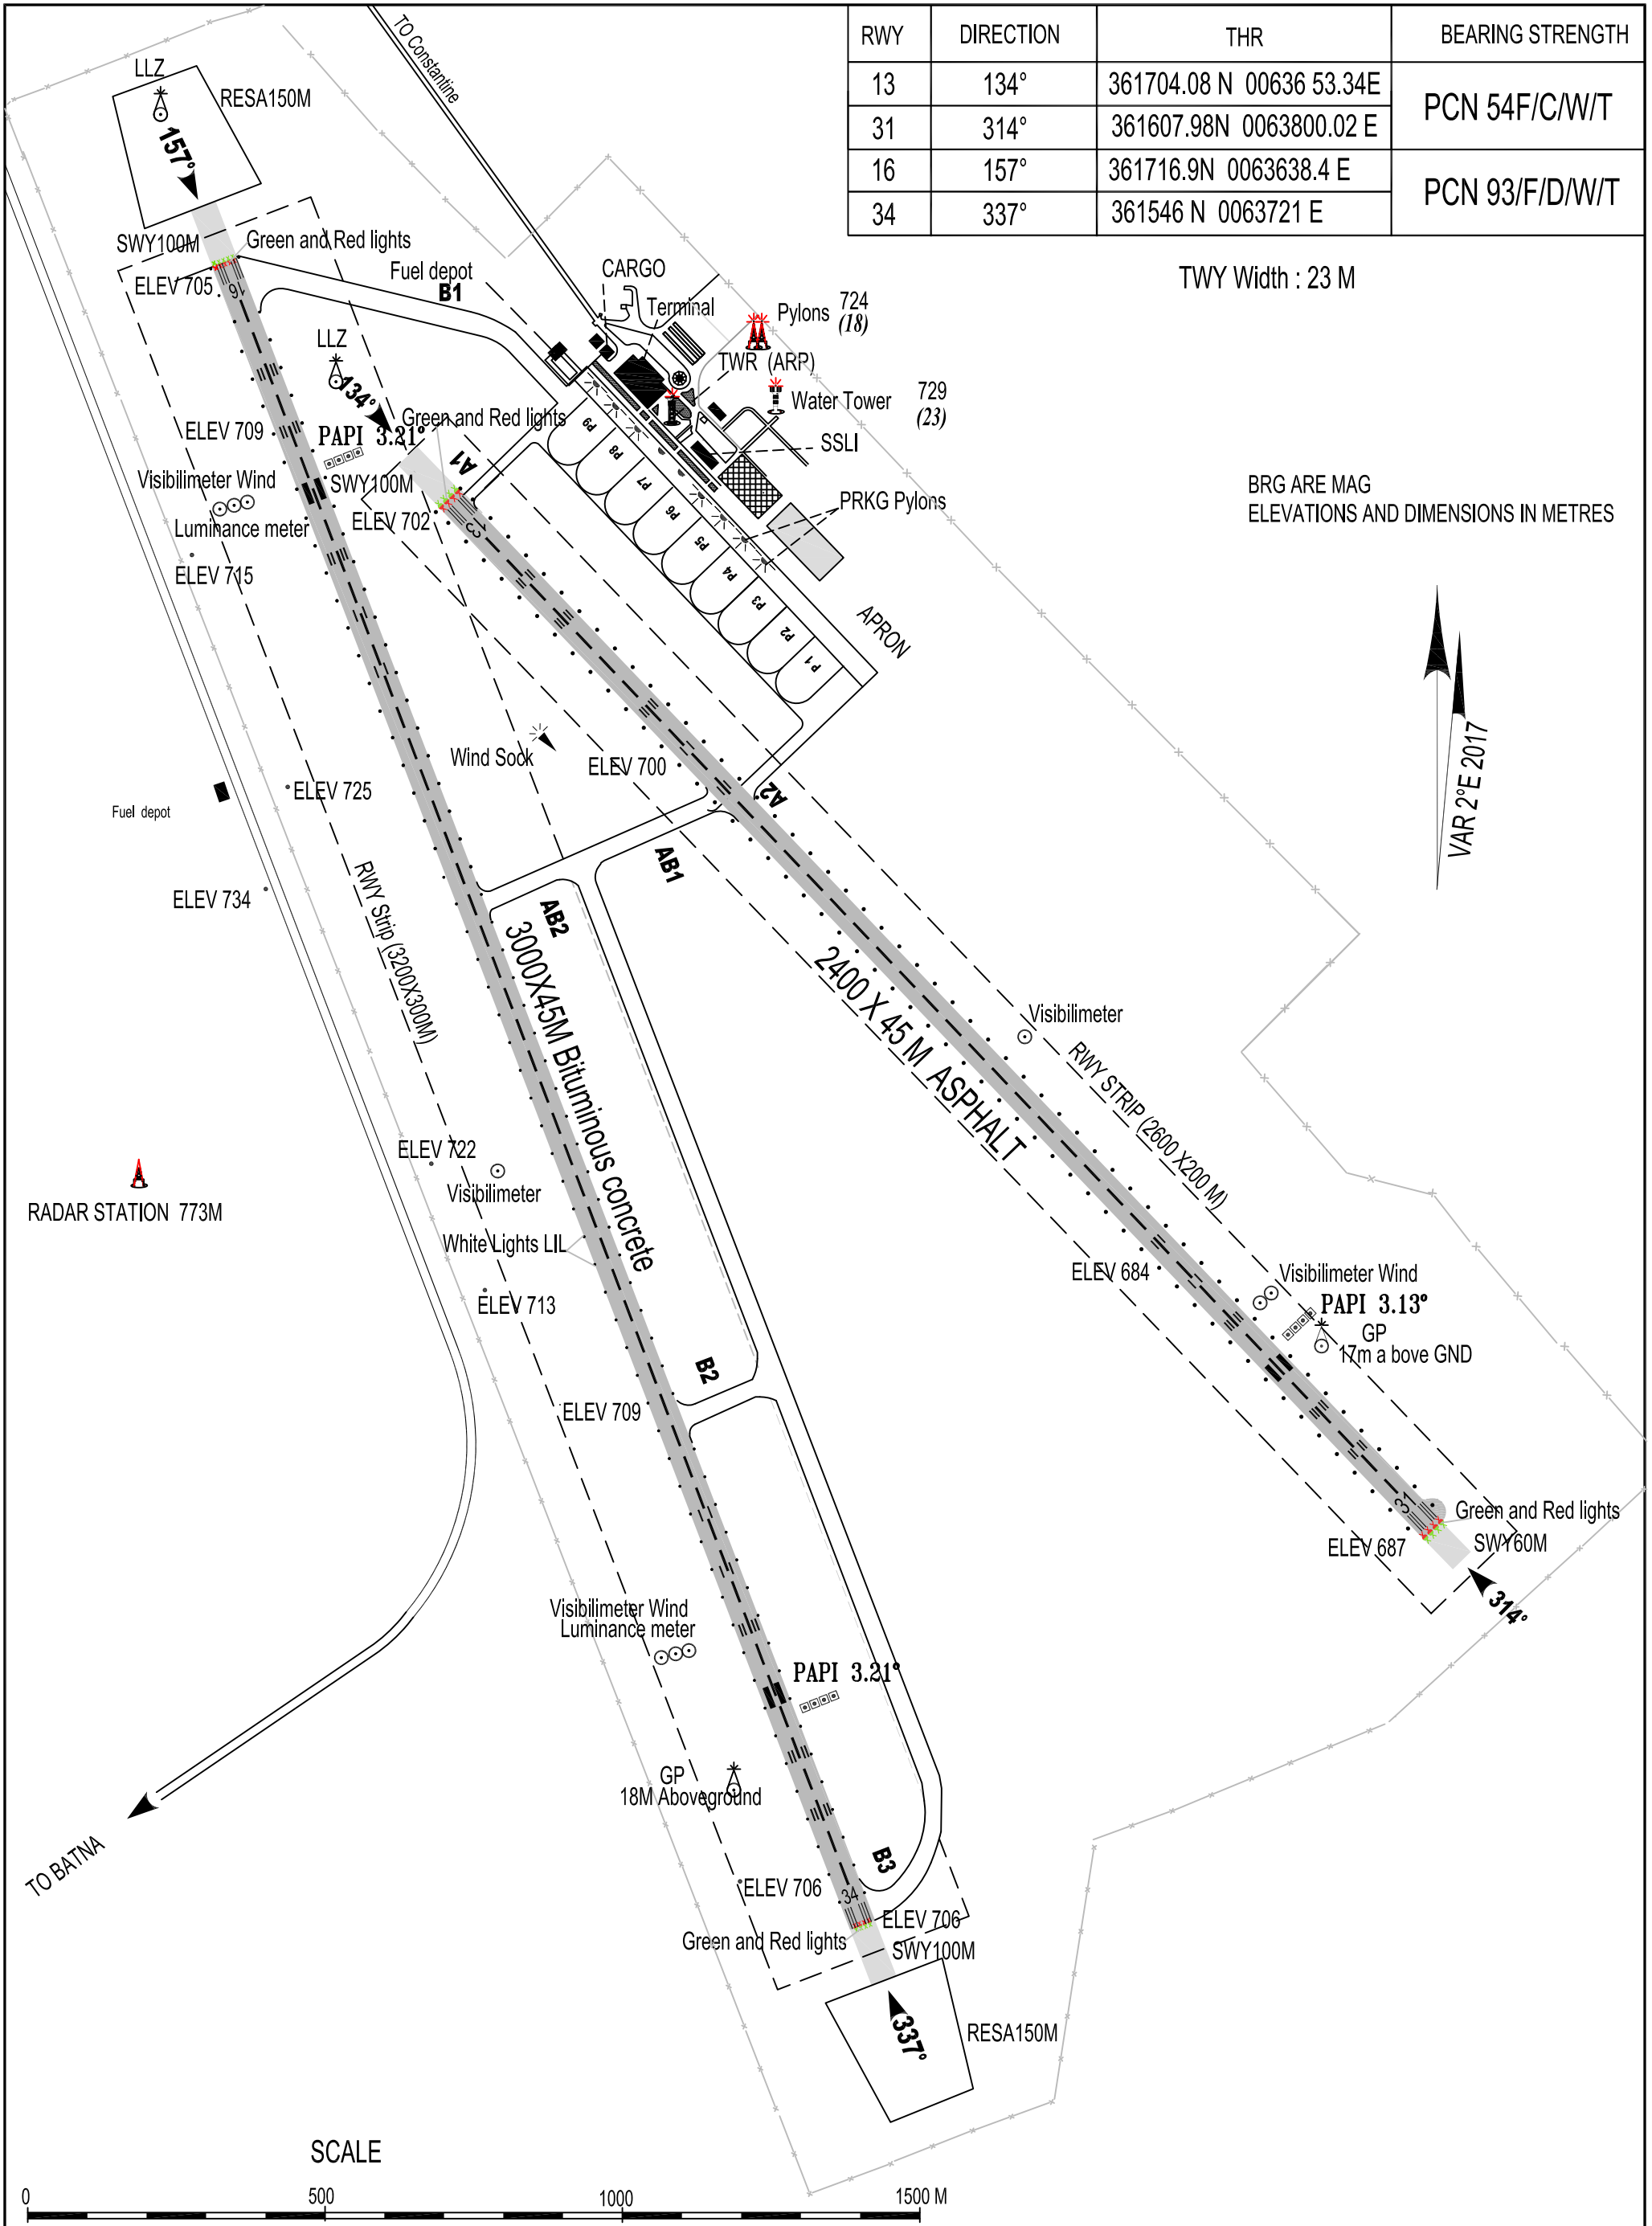 RWY DIRECTION THR BEARING STRENGTH
13 134° 361704.08 N 00636 53.34E PCN 54F/C/W/T
31 314° 361607.98N 0063800.02 E
16 157° 361716.9N 0063638.4 E PCN 93/F/D/W/T
34 337° 361546 N 0063721 E
TWY Width : 23 M
BRG ARE MAG
ELEVATIONS AND DIMENSIONS IN METRES
VAR 2°E 2017
TO Constantine
LLZ
RESA150M
157°
SWY100M
Green and Red lights
ELEV 705
16
Fuel depot
B1
CARGO
Terminal
Pylons 724
(18)
TWR (ARP)
Water Tower 729
(23)
SSLI
PRKG Pylons
LLZ
134°
Green and Red lights
A1
ELEV 709
PAPI 3.21°
SWY100M
ELEV 702
13
Visibilimeter Wind
Luminance meter
ELEV 715
P9
P8
P7
P6
P5
P4
P3
P2
P1
APRON
Wind Sock
ELEV 700
A2
ELEV 725
Fuel depot
AB1
ELEV 734
AB2
RWY Strip (3200X300M)
3000X45M Bituminous concrete
2400 X 45 M ASPHALT
Visibilimeter
RWY STRIP (2600 X200 M)
ELEV 722
Visibilimeter
RADAR STATION 773M
White Lights LIL
ELEV 713
ELEV 684
Visibilimeter Wind
PAPI 3.13°
GP
17m a bove GND
B2
ELEV 709
31
Green and Red lights
ELEV 687
SWY60M
314°
Visibilimeter Wind
Luminance meter
PAPI 3.21°
GP
18M Aboveground
TO BATNA
B3
ELEV 706
34
ELEV 706
Green and Red lights
SWY100M
337°
RESA150M
SCALE
0 500 1000 1500 M